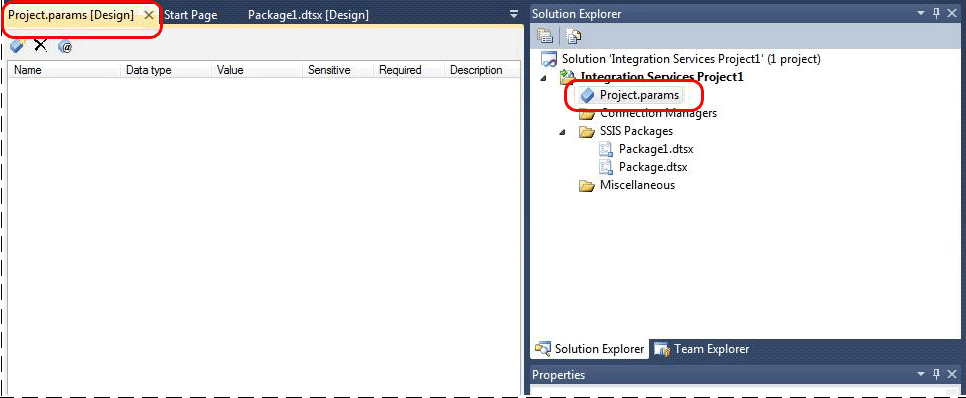 Project.params [Design] Start Page Package1.dtsx [Design]
Name Data type Value Sensitive Required Description
Solution Explorer
Solution 'Integration Services Project1' (1 project)
Integration Services Project1
Project.params
Connection Managers
SSIS Packages
Package1.dtsx
Package.dtsx
Miscellaneous
Solution Explorer Team Explorer
Properties